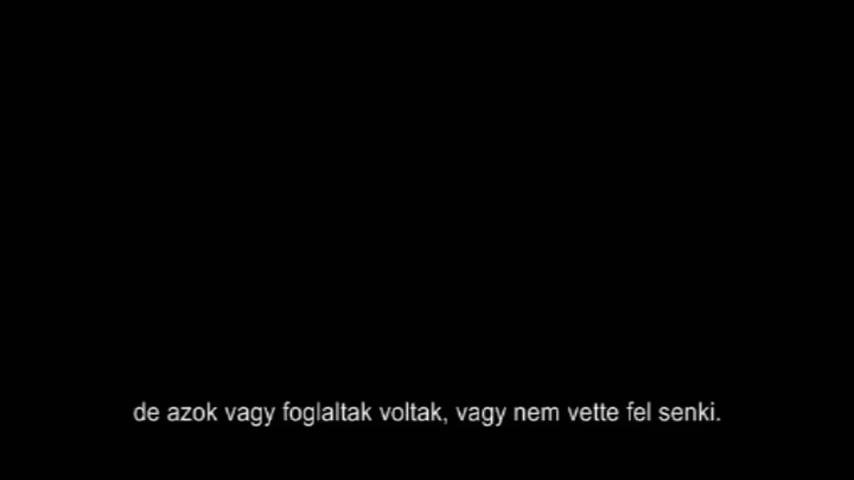 de azok vagy foglaltak voltak, vagy nem vette fel senki.